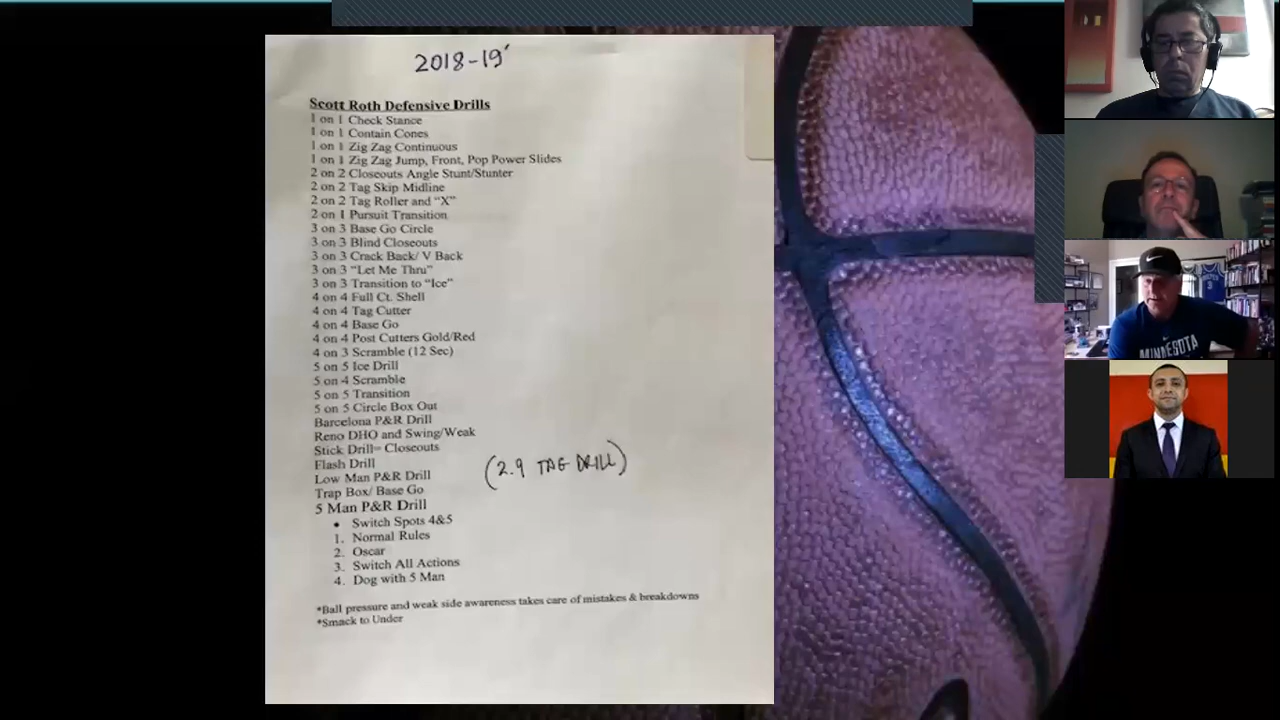 2018-19'
Scott Roth Defensive Drills
1 on 1 Check Stance
1 on 1 Contain Cones
1 on 1 Zig Zag Continuous
1 on 1 Zig Zag Jump, Front, Pop Power Slides
2 on 2 Closeouts Angle Stunt/Stunter
2 on 2 Tag Skip Midline
2 on 2 Tag Roller and “X”
2 on 1 Pursuit Transition
3 on 3 Base Go Circle
3 on 3 Blind Closeouts
3 on 3 Crack Back/ V Back
3 on 3 “Let Me Thru”
3 on 3 Transition to “Ice”
4 on 4 Full Ct. Shell
4 on 4 Tag Cutter
4 on 4 Base Go
4 on 4 Post Cutters Gold/Red
4 on 3 Scramble (12 Sec)
5 on 5 Ice Drill
5 on 4 Scramble
5 on 5 Transition
5 on 5 Circle Box Out
Barcelona P&R Drill
Reno DHO and Swing/Weak
Stick Drill= Closeouts
Flash Drill
Low Man P&R Drill
(2.9 TAG DRILL)
Trap Box/ Base Go
5 Man P&R Drill
• Switch Spots 4&5
1. Normal Rules
2. Oscar
3. Switch All Actions
4. Dog with 5 Man
*Ball pressure and weak side awareness takes care of mistakes & breakdowns
*Smack to Under
MINNESOTA